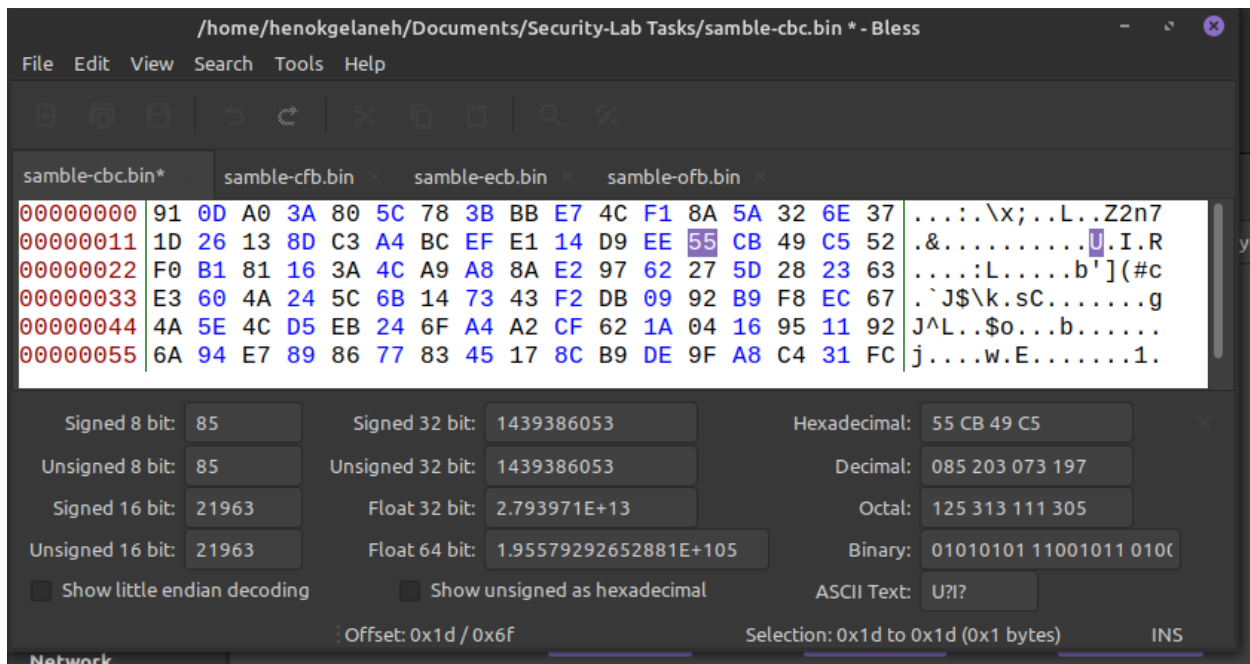 /home/henokgelaneh/Documents/Security-Lab Tasks/samble-cbc.bin * - Bless
File Edit View Search Tools Help
samble-cbc.bin* samble-cfb.bin samble-ecb.bin samble-ofb.bin
00000000 91 0D A0 3A 80 5C 78 3B BB E7 4C F1 8A 5A 32 6E 37 ...:.\x;..L..Z2n7
00000011 1D 26 13 8D C3 A4 BC EF E1 14 D9 EE 55 CB 49 C5 52 .&..........U.I.R
00000022 F0 B1 81 16 3A 4C A9 A8 8A E2 97 62 27 5D 28 23 63 ....:L.....b'](#c
00000033 E3 60 4A 24 5C 6B 14 73 43 F2 DB 09 92 B9 F8 EC 67 .`J$\k.sC.......g
00000044 4A 5E 4C D5 EB 24 6F A4 A2 CF 62 1A 04 16 95 11 92 J^L..$o...b......
00000055 6A 94 E7 89 86 77 83 45 17 8C B9 DE 9F A8 C4 31 FC j....w.E.......1.
Signed 8 bit: 85 Signed 32 bit: 1439386053 Hexadecimal: 55 CB 49 C5
Unsigned 8 bit: 85 Unsigned 32 bit: 1439386053 Decimal: 085 203 073 197
Signed 16 bit: 21963 Float 32 bit: 2.793971E+13 Octal: 125 313 111 305
Unsigned 16 bit: 21963 Float 64 bit: 1.95579292652881E+105 Binary: 01010101 11001011 010(
Show little endian decoding Show unsigned as hexadecimal ASCII Text: U?I?
Offset: 0x1d / 0x6f Selection: 0x1d to 0x1d (0x1 bytes) INS
Network